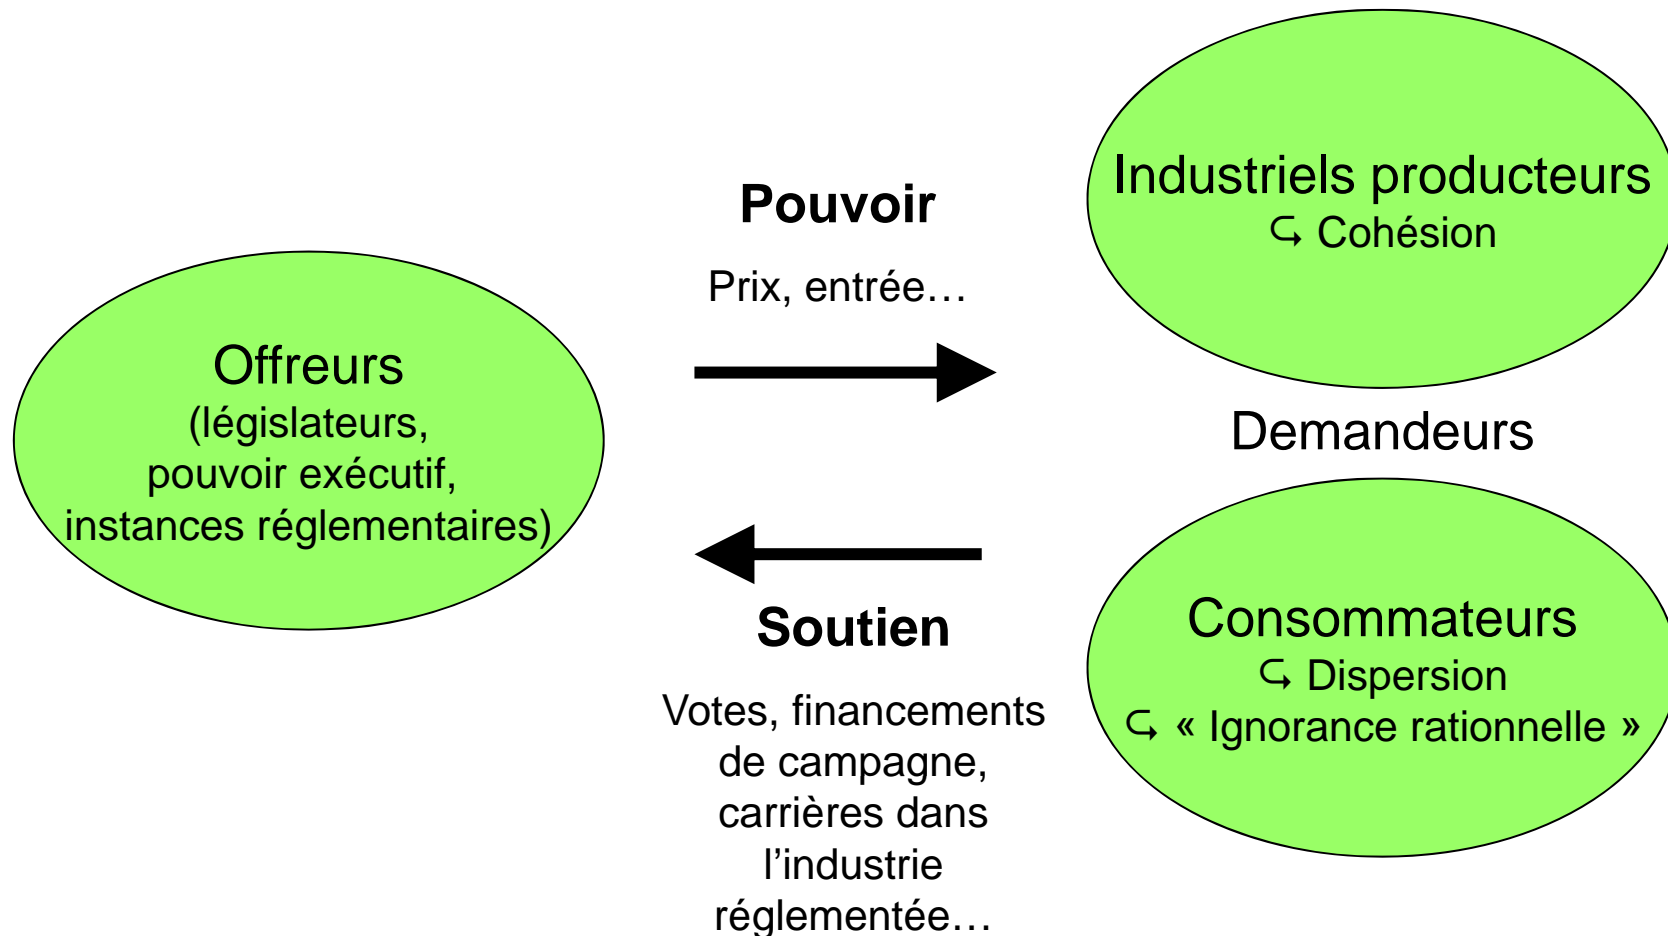 Offreurs
(législateurs,
pouvoir exécutif,
instances réglementaires)
Pouvoir
Prix, entrée…
Soutien
Votes, financements
de campagne,
carrières dans
l’industrie
réglementée…
Industriels producteurs
⤷ Cohésion
Demandeurs
Consommateurs
⤷ Dispersion
⤷ « Ignorance rationnelle »